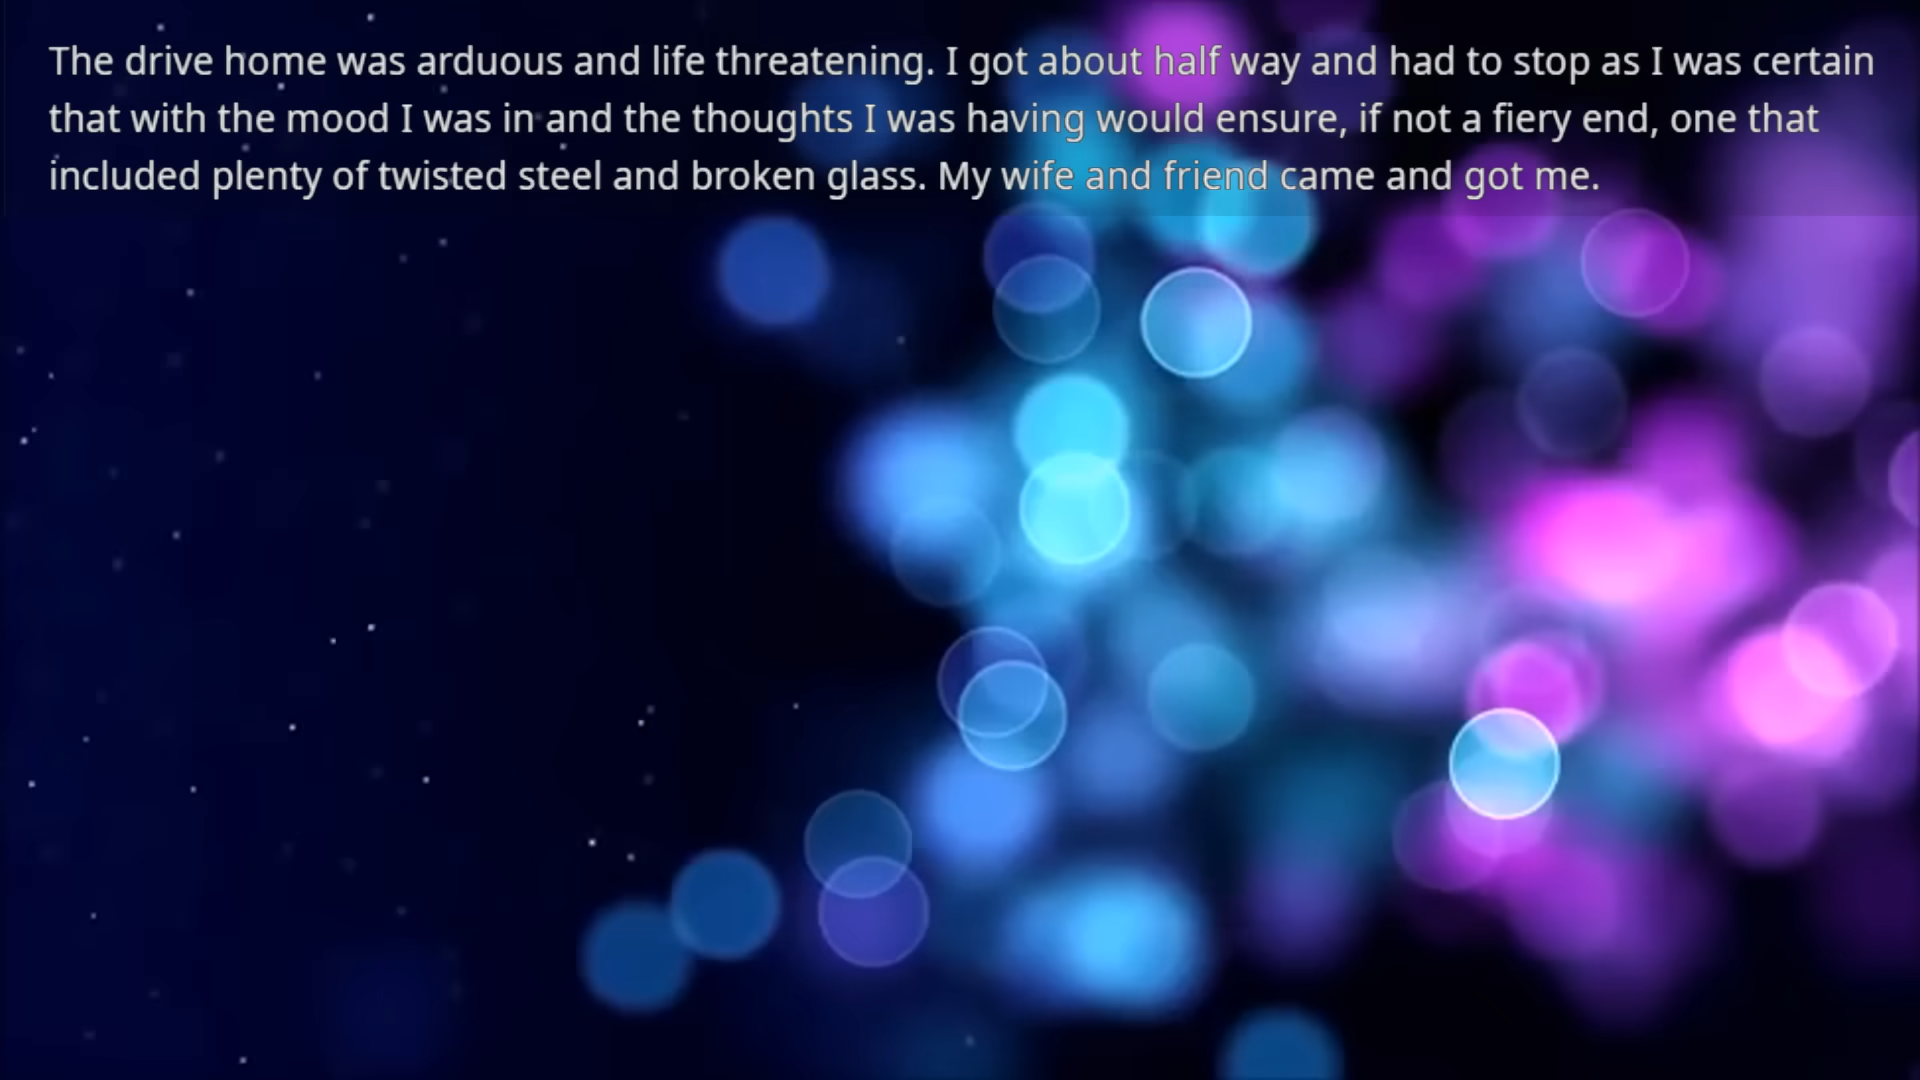 The drive home was arduous and life threatening. I got about half way and had to stop as I was certain
that with the mood I was in and the thoughts I was having would ensure, if not a fiery end, one that
included plenty of twisted steel and broken glass. My wife and friend came and got me.